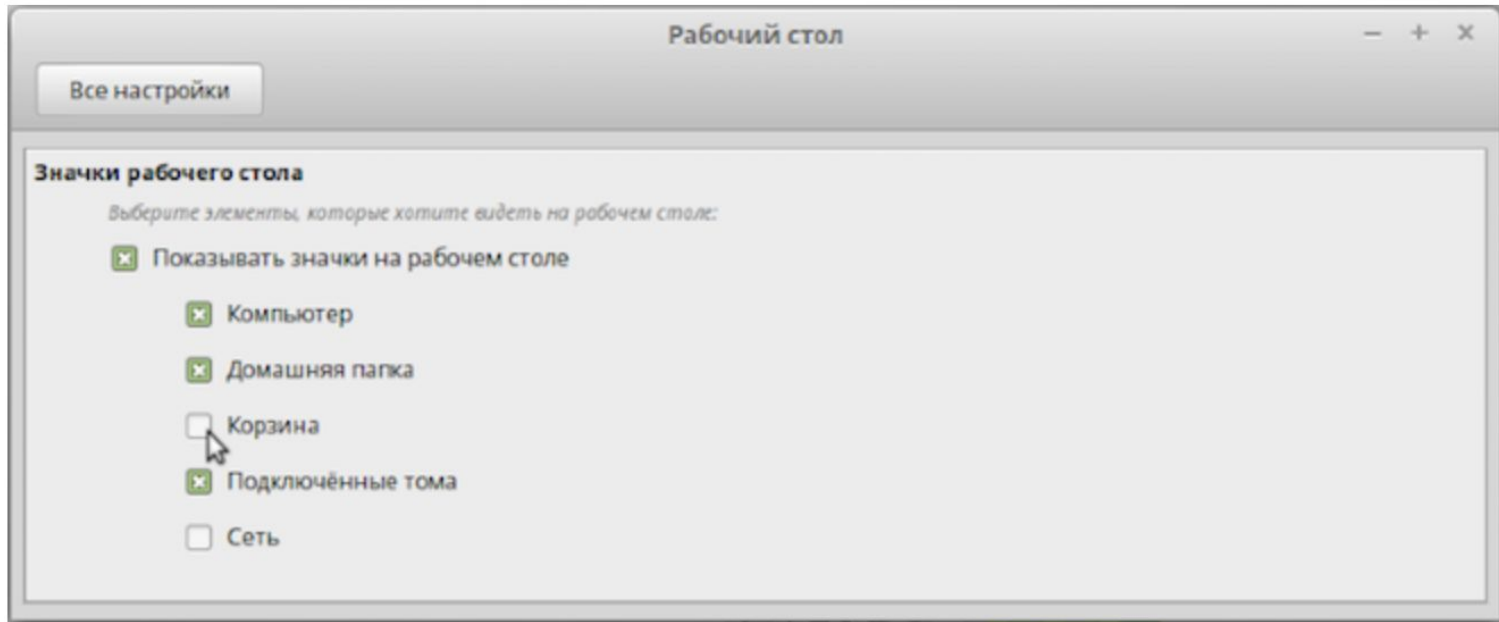 Рабочий стол
Все настройки
Значки рабочего стола
Выберите элементы, которые хотите видеть на рабочем столе:
Показывать значки на рабочем столе
Компьютер
Домашняя папка
Корзина
Подключённые тома
Сеть